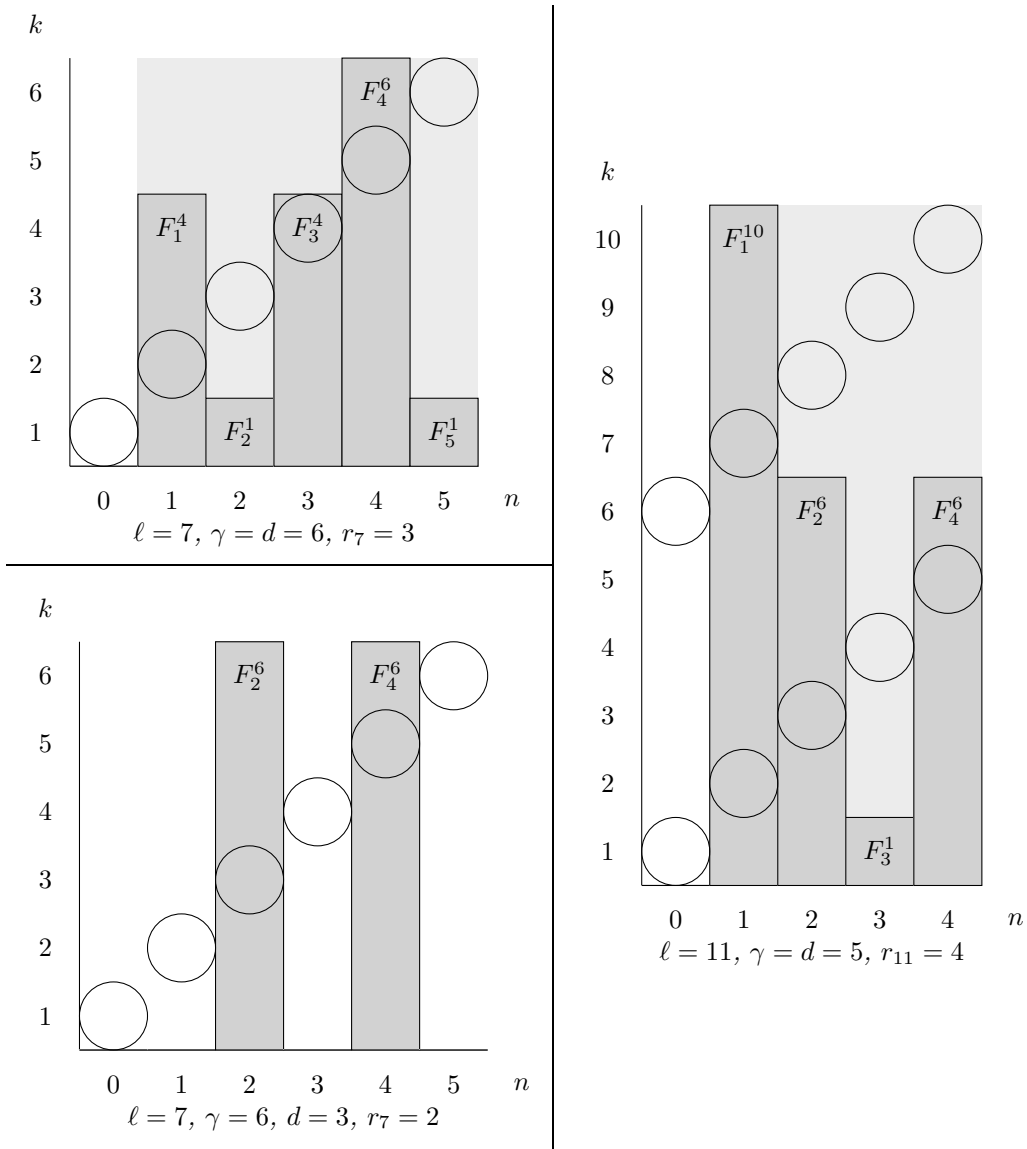 k
6
F_4^6
5
4
F_1^4
F_3^4
3
2
1
F_2^1
F_5^1
0 1 2 3 4 5 n
ℓ = 7, γ = d = 6, r_7 = 3
k
6
F_2^6
F_4^6
5
4
3
2
1
0 1 2 3 4 5 n
ℓ = 7, γ = 6, d = 3, r_7 = 2
k
10
F_1^{10}
9
8
7
6
F_2^6
F_4^6
5
4
3
2
1
F_3^1
0 1 2 3 4 n
ℓ = 11, γ = d = 5, r_{11} = 4